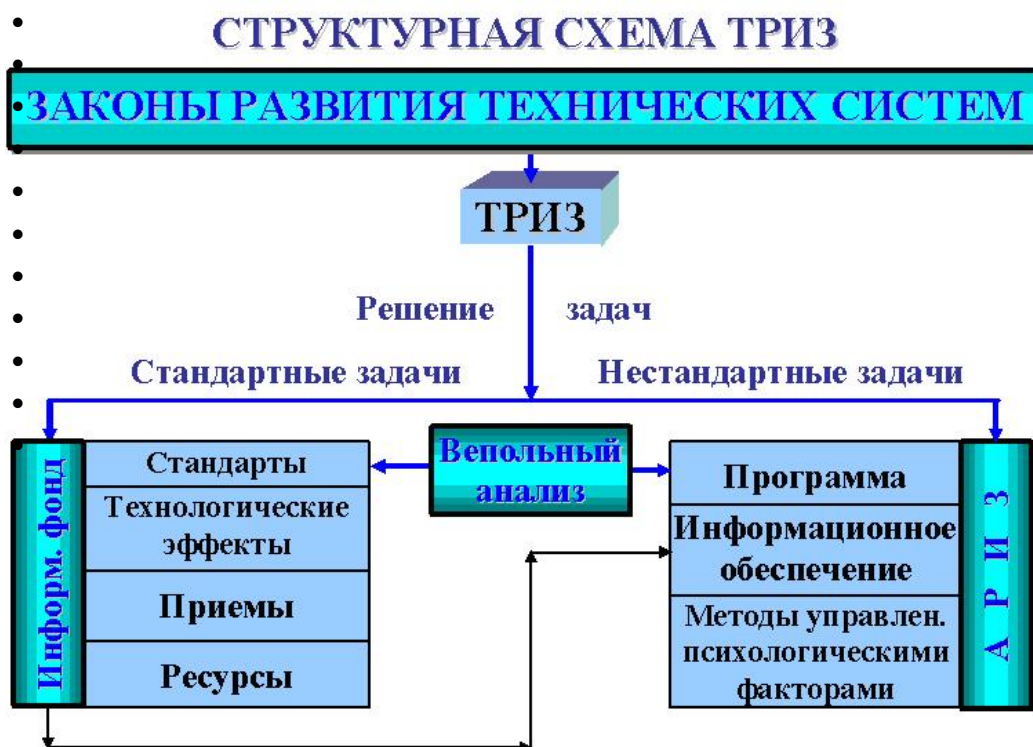 СТРУКТУРНАЯ СХЕМА ТРИЗ
ЗАКОНЫ РАЗВИТИЯ ТЕХНИЧЕСКИХ СИСТЕМ
ТРИЗ
Решение задач
Стандартные задачи
Нестандартные задачи
Информ. фонд
Стандарты
Технологические
эффекты
Приемы
Ресурсы
Вепольный
анализ
Программа
Информационное
обеспечение
Методы управлен.
психологическими
факторами
А Р И З